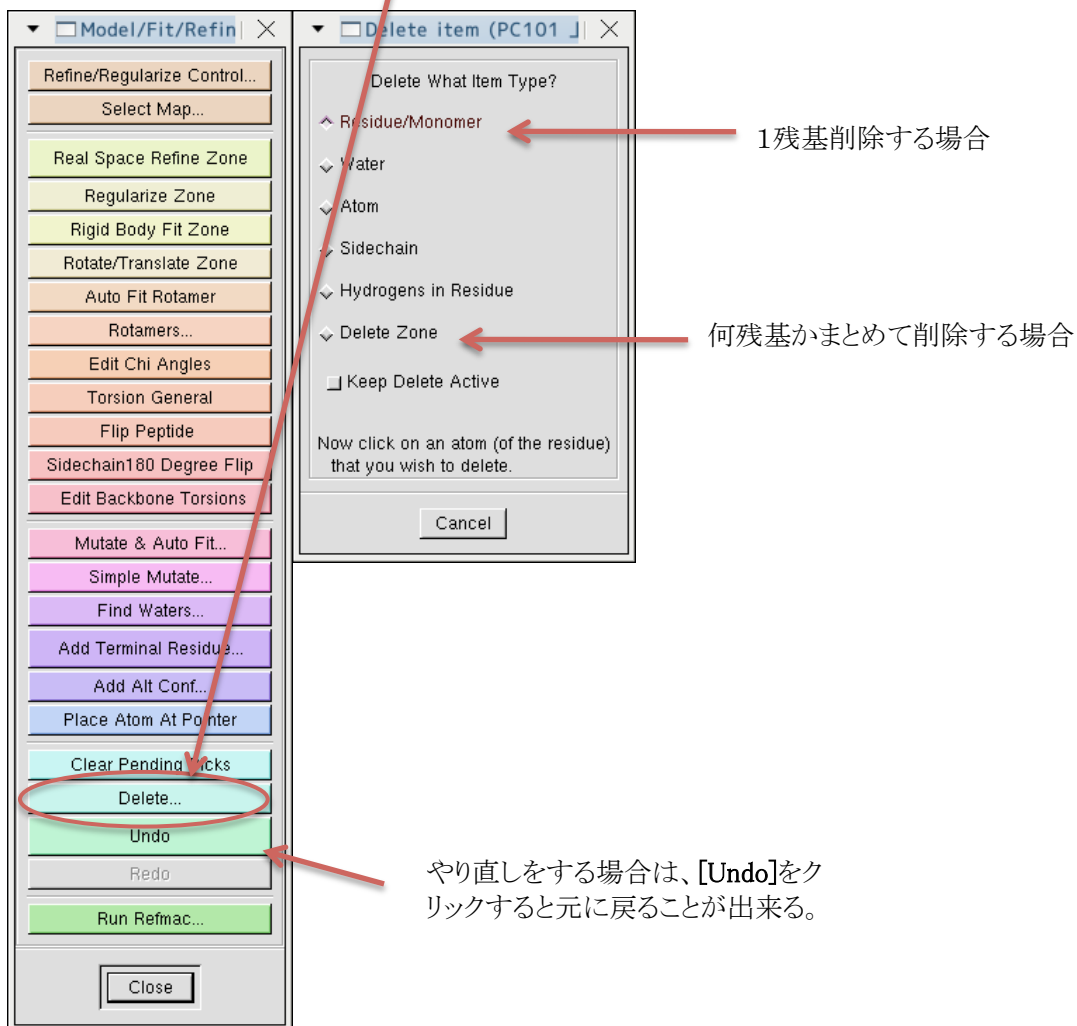 Model/Fit/Refin
Refine/Regularize Control...
Select Map...
Real Space Refine Zone
Regularize Zone
Rigid Body Fit Zone
Rotate/Translate Zone
Auto Fit Rotamer
Rotamers...
Edit Chi Angles
Torsion General
Flip Peptide
Sidechain180 Degree Flip
Edit Backbone Torsions
Mutate & Auto Fit...
Simple Mutate...
Find Waters...
Add Terminal Residue...
Add Alt Conf...
Place Atom At Pointer
Clear Pending Picks
Delete...
Undo
Redo
Run Refmac...
Close
Delete item (PC101
Delete What Item Type?
Residue/Monomer
Water
Atom
Sidechain
Hydrogens in Residue
Delete Zone
Keep Delete Active
Now click on an atom (of the residue)
that you wish to delete.
Cancel
1残基削除する場合
何残基かまとめて削除する場合
やり直しをする場合は、[Undo]をク
リックすると元に戻ることが出来る。